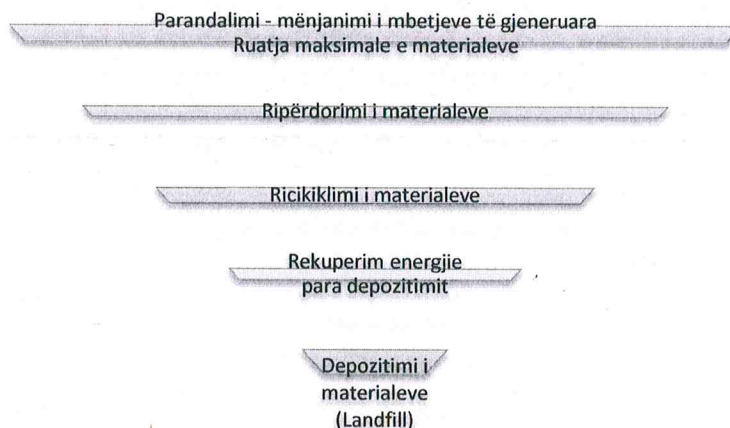 Parandalimi - mënjanimi i mbetjeve të gjeneruara
Ruatja maksimale e materialeve
Ripërdorimi i materialeve
Ricikiklimi i materialeve
Rekuperim energjie
para depozitimit
Depozitimi i
materialeve
(Landfill)